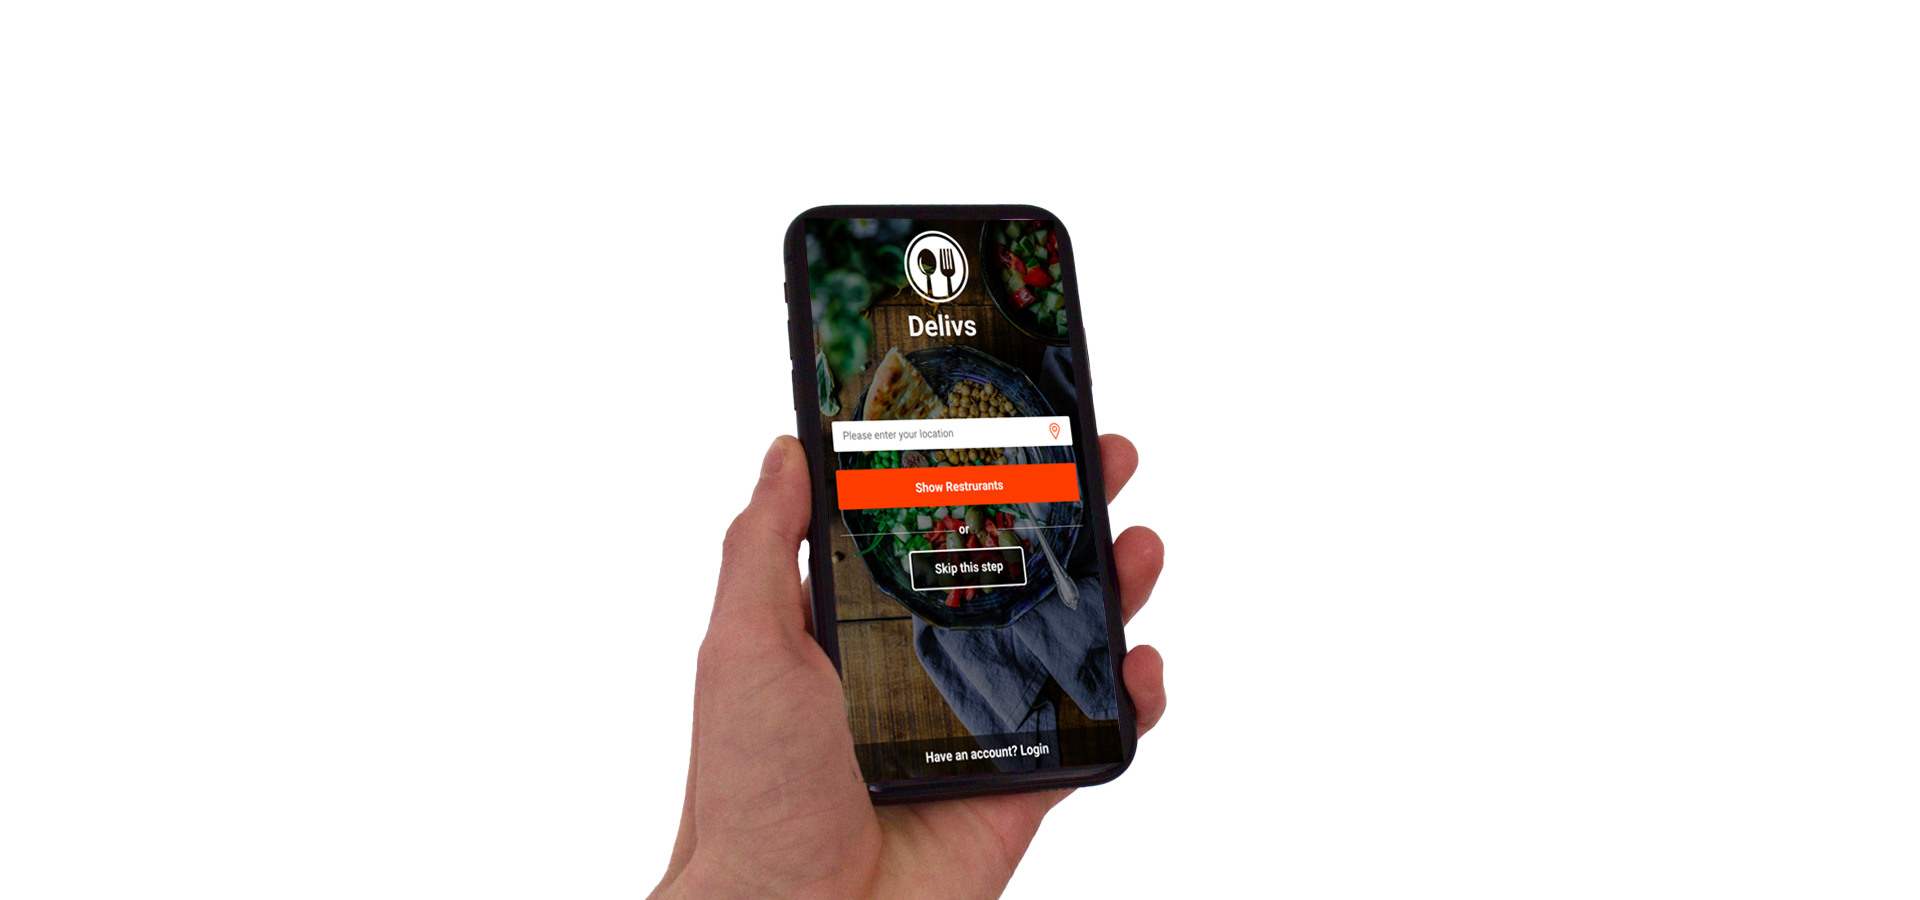 Delivs
Please enter your location
Show Restrurants
or
Skip this step
Have an account? Login